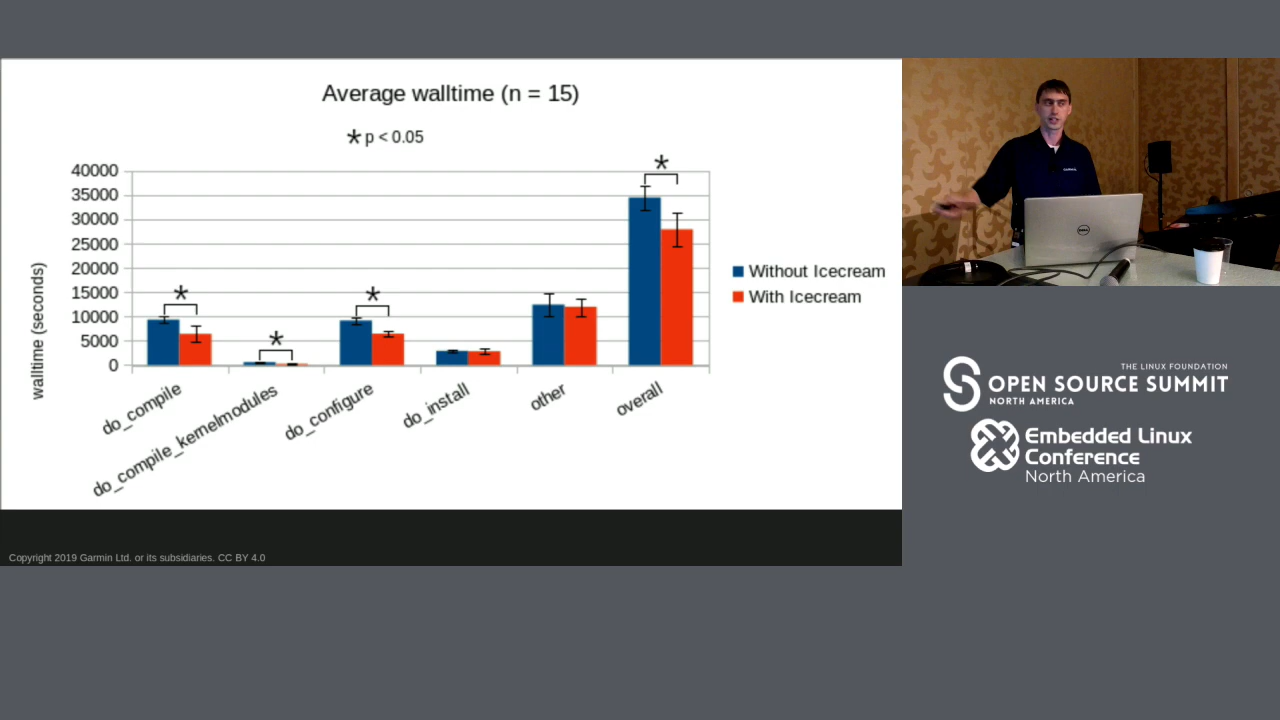 Average walltime (n = 15)
* p < 0.05
40000
35000
30000
25000
20000
15000
10000
5000
0
walltime (seconds)
*
*
*
*
do_compile
do_compile_kernelmodules
do_configure
do_install
other
overall
Without Icecream
With Icecream
Copyright 2019 Garmin Ltd. or its subsidiaries. CC BY 4.0
THE LINUX FOUNDATION
OPEN SOURCE SUMMIT
NORTH AMERICA
Embedded Linux
Conference
North America